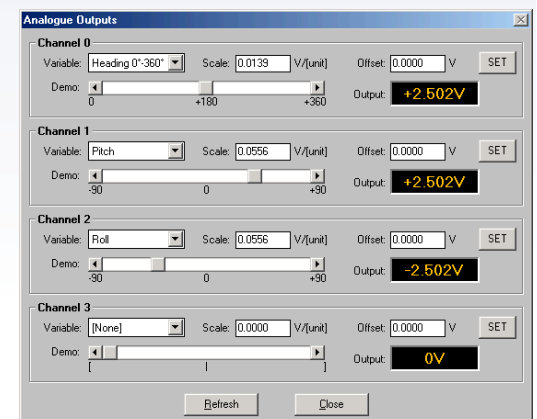 Analogue Outputs
Channel 0
Variable: Heading 0°-360° Scale: 0.0139 V/[unit] Offset: 0.0000 V SET
Demo: Output: +2.502V
0 +180 +360
Channel 1
Variable: Pitch Scale: 0.0556 V/[unit] Offset: 0.0000 V SET
Demo: Output: +2.502V
-90 0 +90
Channel 2
Variable: Roll Scale: 0.0556 V/[unit] Offset: 0.0000 V SET
Demo: Output: -2.502V
-90 0 +90
Channel 3
Variable: [None] Scale: 0.0000 V/[unit] Offset: 0.0000 V SET
Demo: Output: 0V
[ | ]
Refresh Close